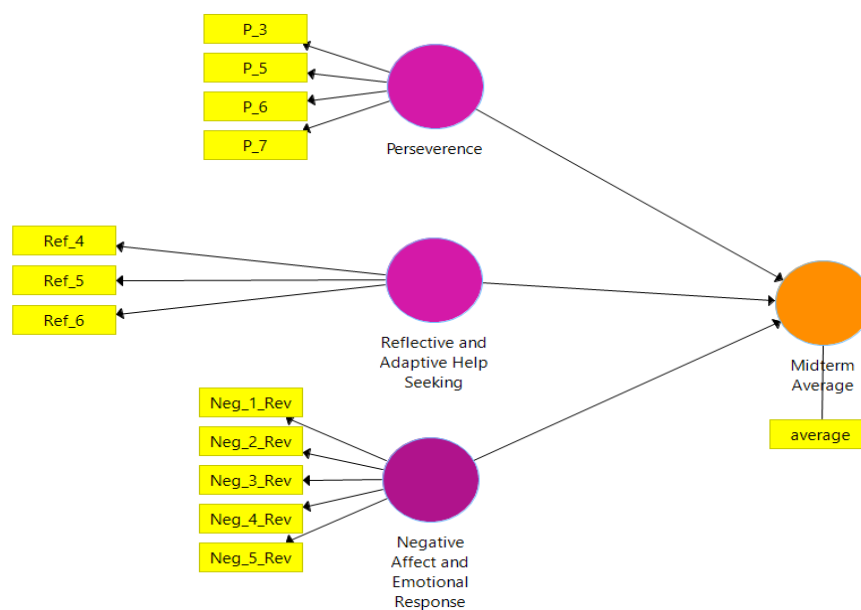 P_3
P_5
P_6
P_7
Perseverence
Ref_4
Ref_5
Ref_6
Reflective and
Adaptive Help
Seeking
Neg_1_Rev
Neg_2_Rev
Neg_3_Rev
Neg_4_Rev
Neg_5_Rev
Negative
Affect and
Emotional
Response
Midterm
Average
average